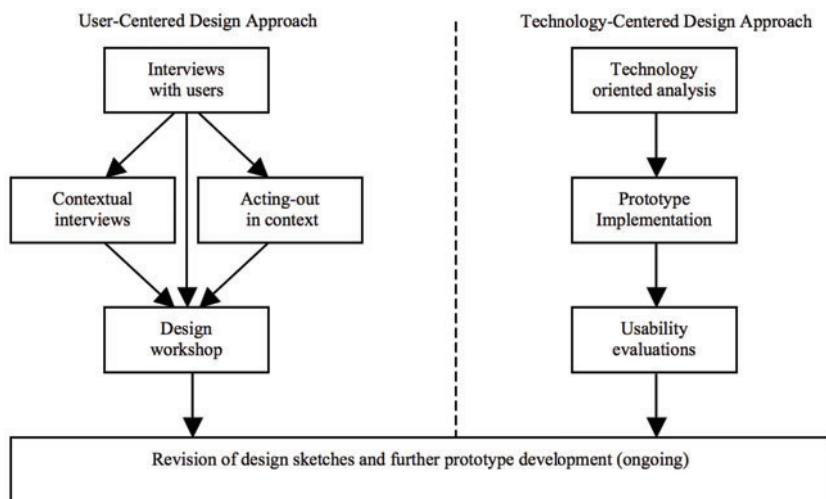 User-Centered Design Approach
Technology-Centered Design Approach
Interviews
with users
Technology
oriented analysis
Contextual
interviews
Acting-out
in context
Prototype
Implementation
Design
workshop
Usability
evaluations
Revision of design sketches and further prototype development (ongoing)